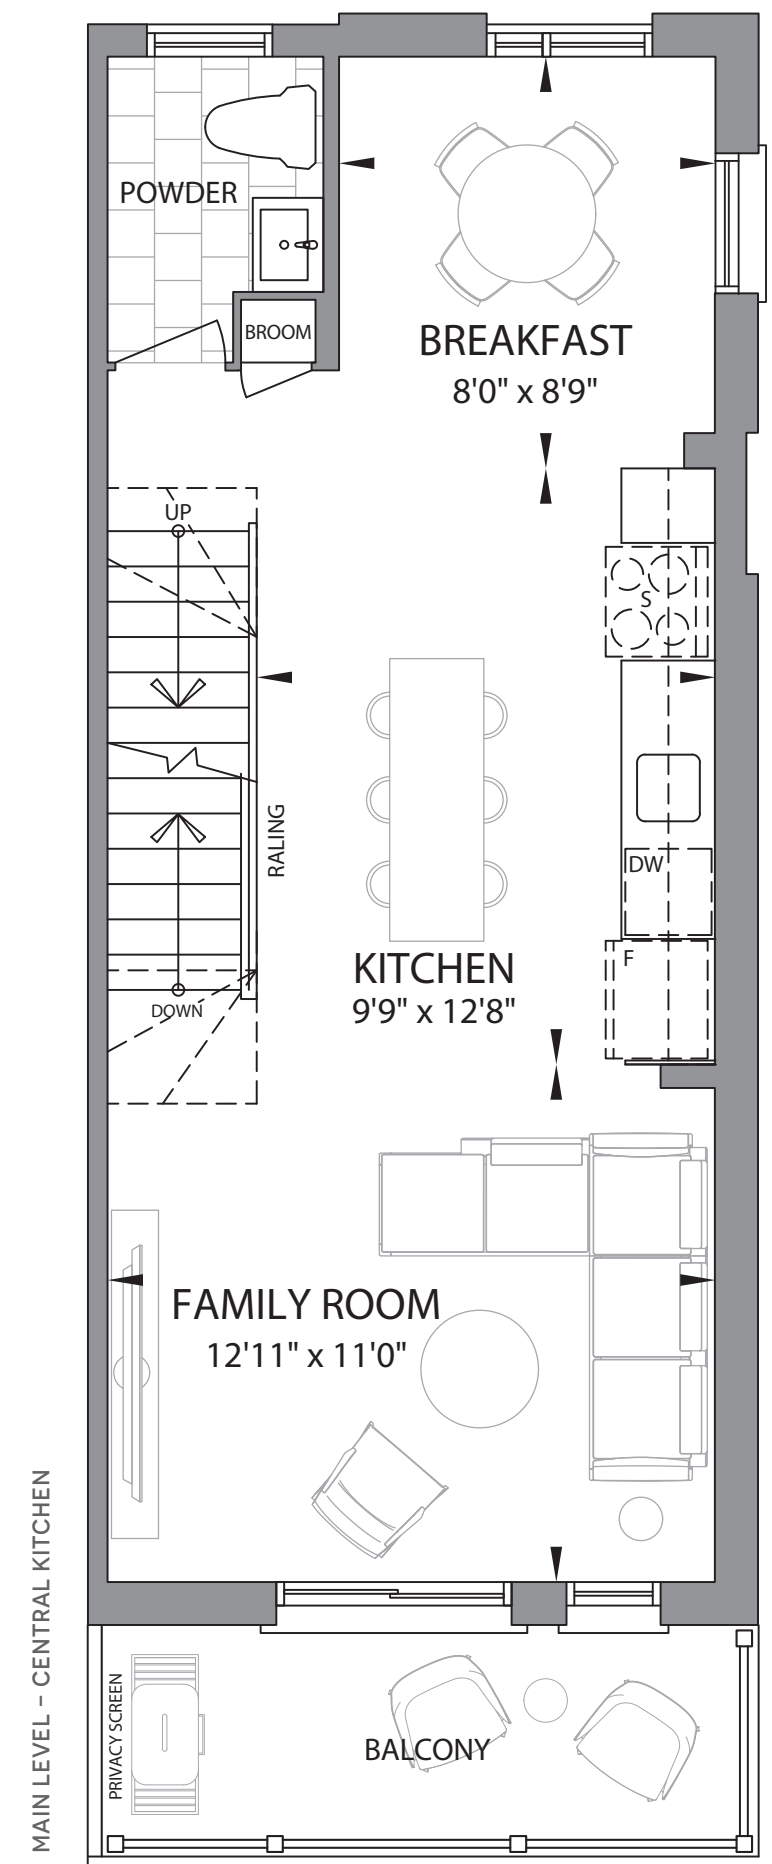 POWDER
BROOM
BREAKFAST
8'0" x 8'9"
UP
S
RALING
DW
F
KITCHEN
9'9" x 12'8"
DOWN
FAMILY ROOM
12'11" x 11'0"
MAIN LEVEL – CENTRAL KITCHEN
PRIVACY SCREEN
BALCONY